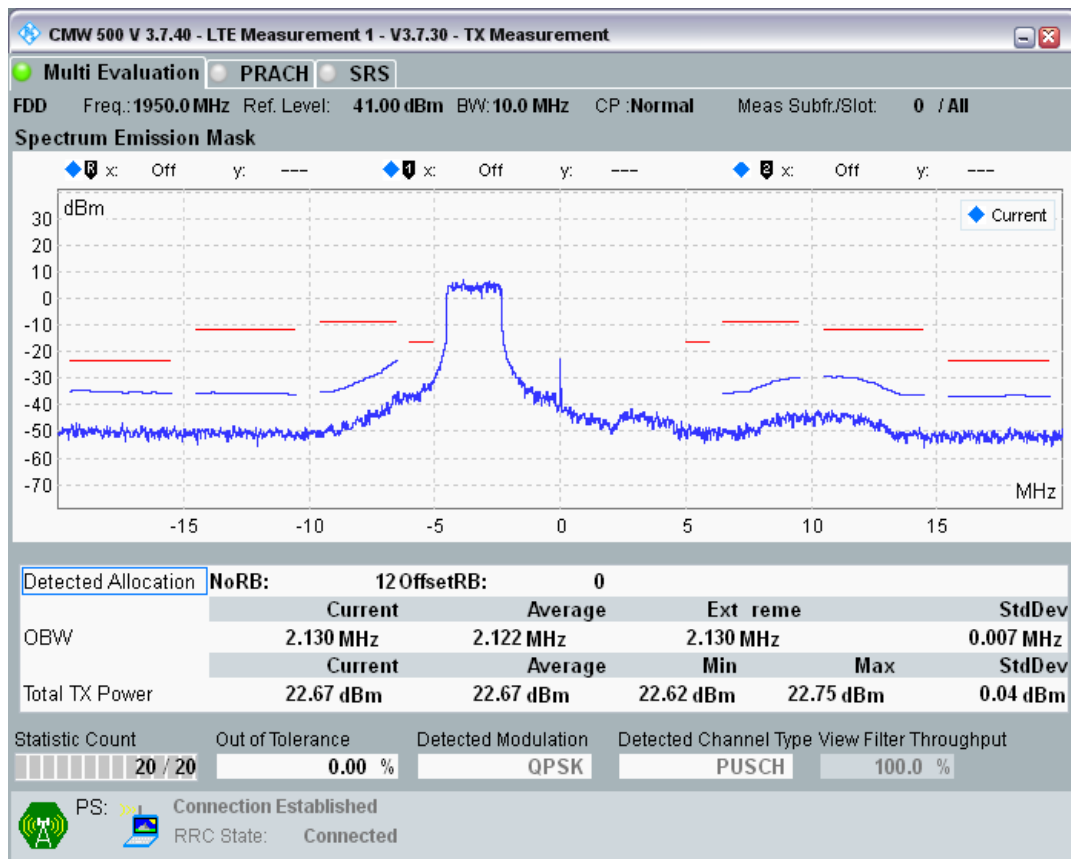 CMW 500 V 3.7.40 - LTE Measurement 1 - V3.7.30 - TX Measurement
Multi Evaluation PRACH SRS
FDD Freq.: 1950.0 MHz Ref. Level: 41.00 dBm BW: 10.0 MHz CP :Normal Meas Subfr./Slot: 0 / All
Spectrum Emission Mask
R x: Off y: --- 1 x: Off y: --- 2 x: Off y: ---
dBm
Current
30
20
10
0
-10
-20
-30
-40
-50
-60
-70
MHz
-15 -10 -5 0 5 10 15
Detected Allocation NoRB: 12 OffsetRB: 0
Current Average Ext reme StdDev
OBW 2.130 MHz 2.122 MHz 2.130 MHz 0.007 MHz
Current Average Min Max StdDev
Total TX Power 22.67 dBm 22.67 dBm 22.62 dBm 22.75 dBm 0.04 dBm
Statistic Count Out of Tolerance Detected Modulation Detected Channel Type View Filter Throughput
20 / 20 0.00 % QPSK PUSCH 100.0 %
PS: Connection Established
RRC State: Connected